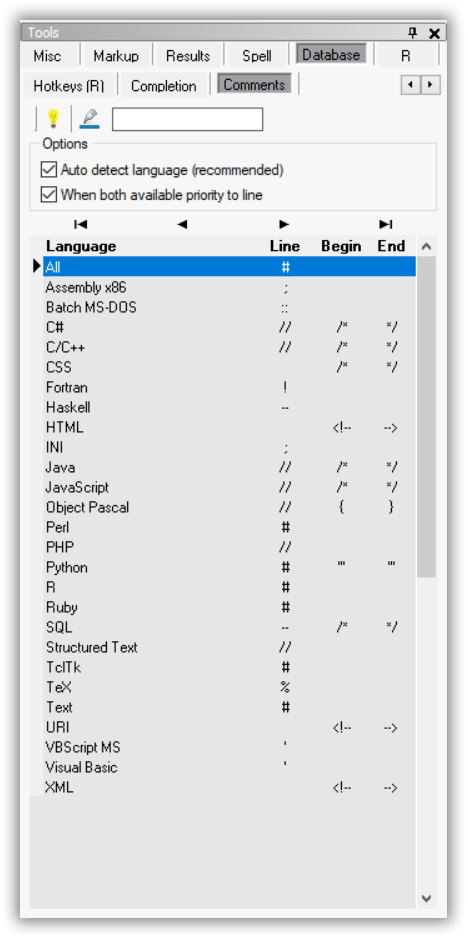 Tools
Misc Markup Results Spell Database R
Hotkeys (R) Completion Comments
Options
Auto detect language (recommended)
When both available priority to line
Language Line Begin End
All #
Assembly x86 ;
Batch MS-DOS ::
C# // /* */
C/C++ // /* */
CSS /* */
Fortran !
Haskell --
HTML <!-- -->
INI ;
Java // /* */
JavaScript // /* */
Object Pascal // { }
Perl #
PHP //
Python # ''' '''
R #
Ruby #
SQL -- /* */
Structured Text //
TclTk #
TeX %
Text #
URI <!-- -->
VBScript MS '
Visual Basic '
XML <!-- -->